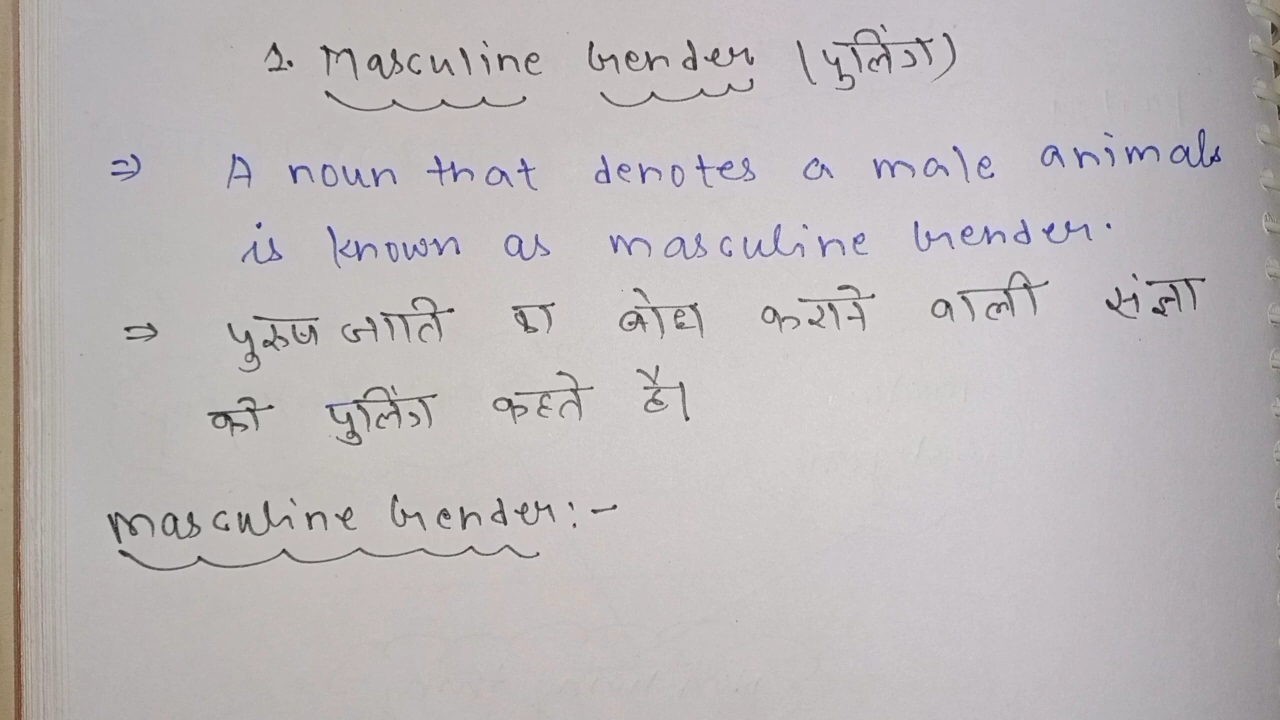 1. Masculine Gender (पुलिंग)
⇒ A noun that denotes a male animals
is known as masculine Gender.
⇒ पुरुष जाति का बोध कराने वाली संज्ञा
को पुलिंग कहते है।
Masculine Gender:-